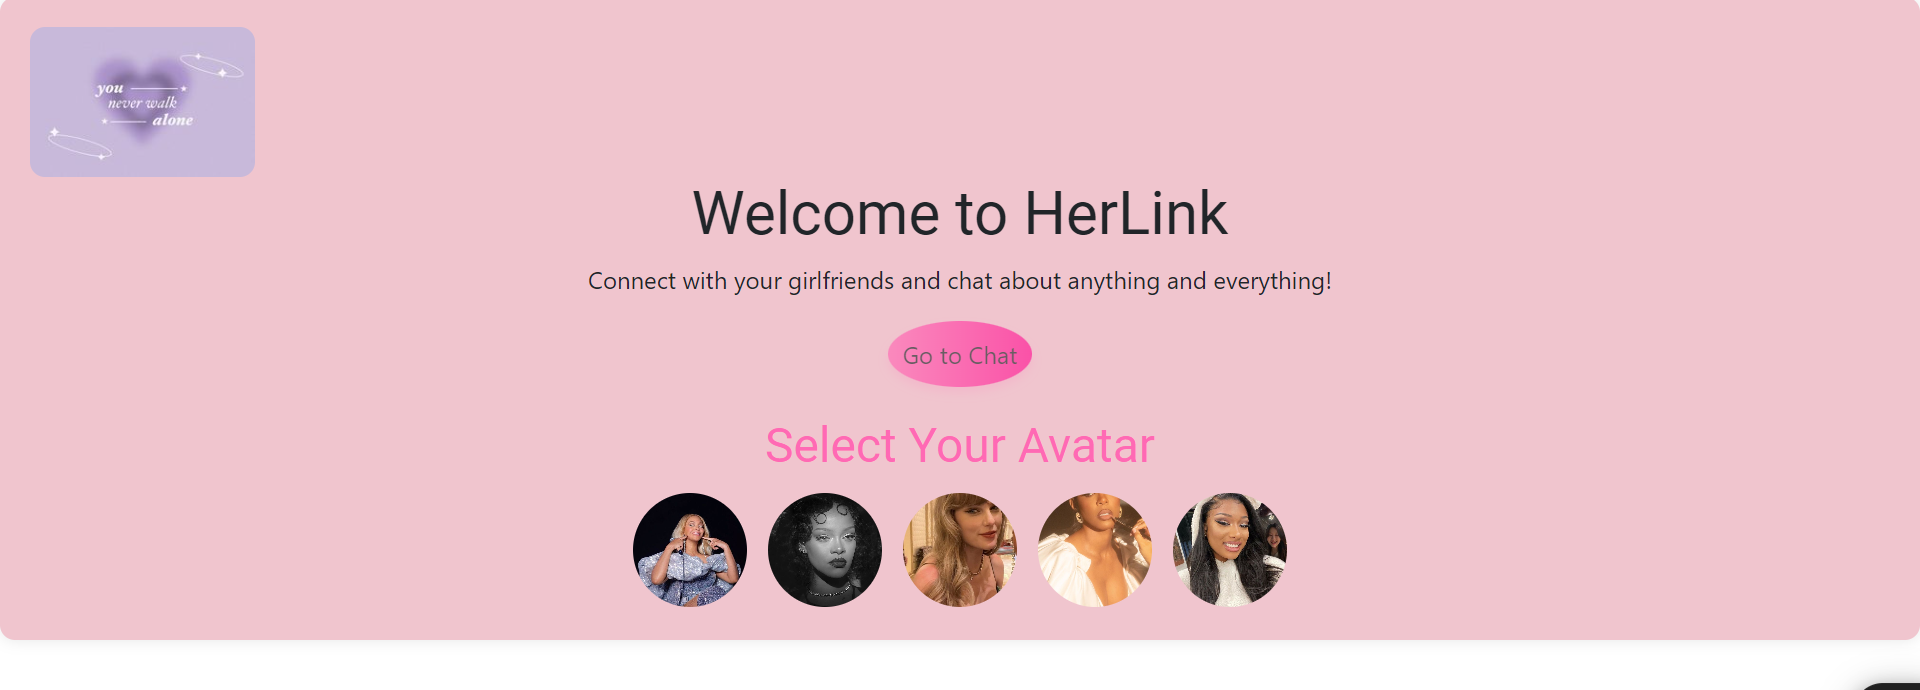 you
never walk
alone
Welcome to HerLink
Connect with your girlfriends and chat about anything and everything!
Go to Chat
Select Your Avatar